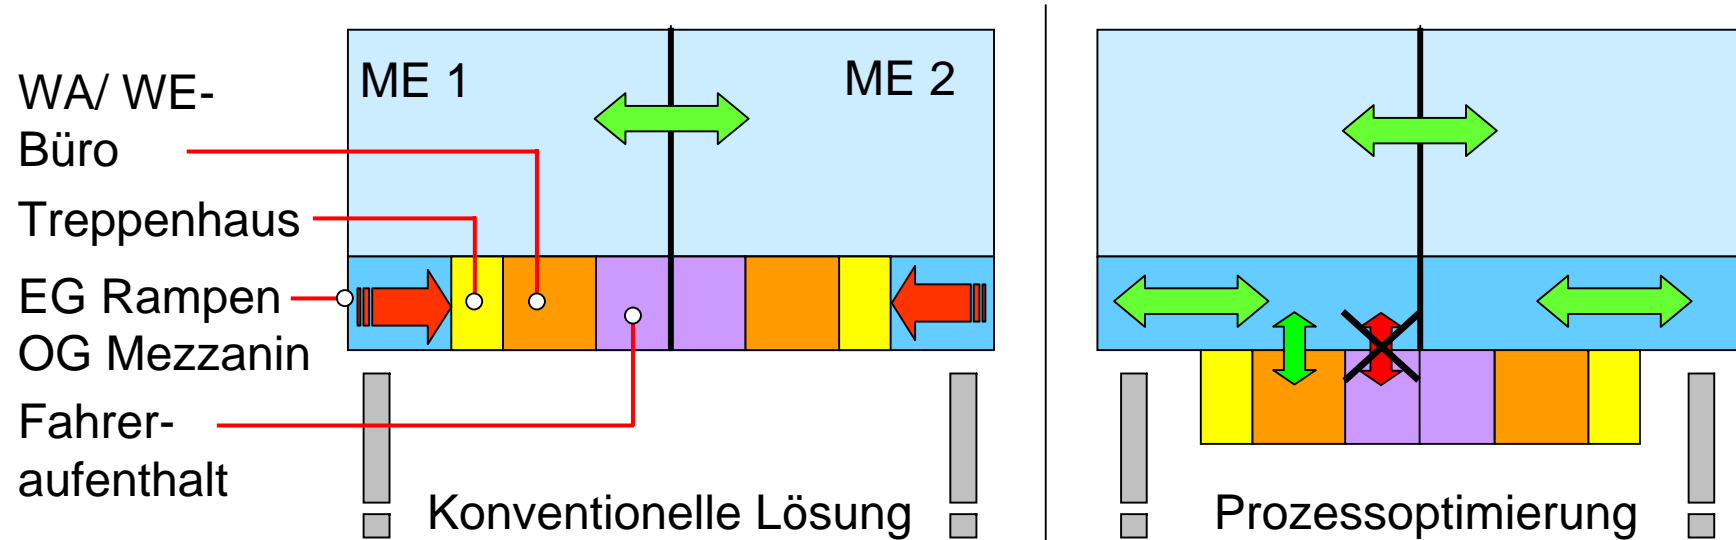 WA/ WE-
Büro
Treppenhaus
EG Rampen
OG Mezzanin
Fahrer-
aufenthalt
ME 1
ME 2
Konventionelle Lösung
Prozessoptimierung